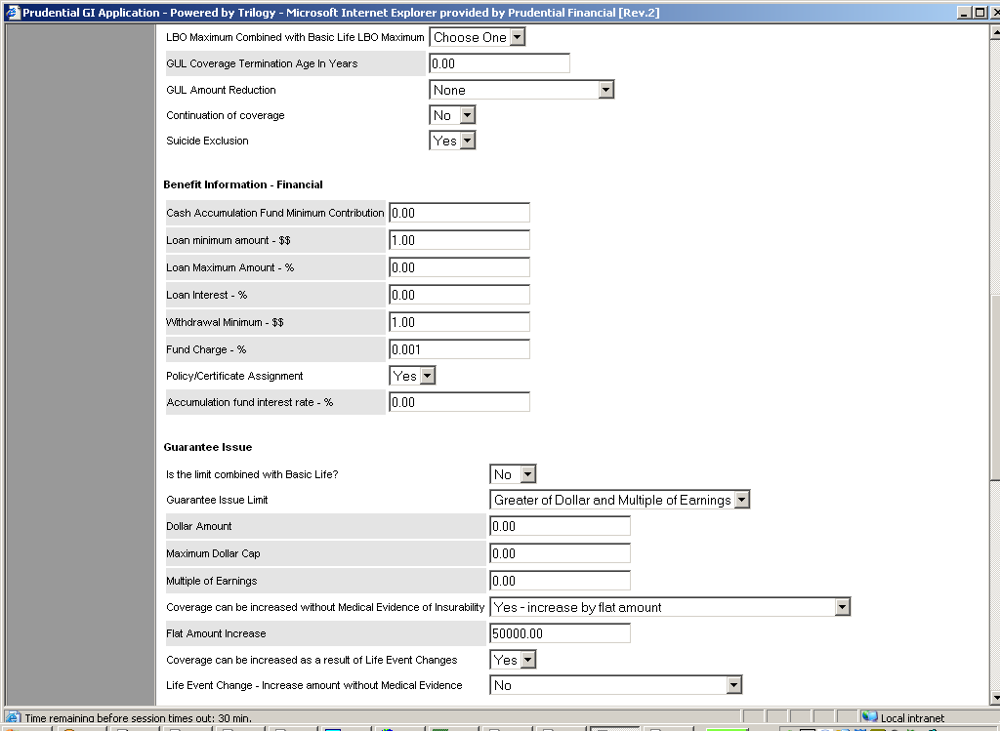 Prudential GI Application - Powered by Trilogy - Microsoft Internet Explorer provided by Prudential Financial [Rev.2]
LBO Maximum Combined with Basic Life LBO Maximum Choose One
GUL Coverage Termination Age In Years 0.00
GUL Amount Reduction None
Continuation of coverage No
Suicide Exclusion Yes
Benefit Information - Financial
Cash Accumulation Fund Minimum Contribution 0.00
Loan minimum amount - $$ 1.00
Loan Maximum Amount - % 0.00
Loan Interest - % 0.00
Withdrawal Minimum - $$ 1.00
Fund Charge - % 0.001
Policy/Certificate Assignment Yes
Accumulation fund interest rate - % 0.00
Guarantee Issue
Is the limit combined with Basic Life? No
Guarantee Issue Limit Greater of Dollar and Multiple of Earnings
Dollar Amount 0.00
Maximum Dollar Cap 0.00
Multiple of Earnings 0.00
Coverage can be increased without Medical Evidence of Insurability Yes - increase by flat amount
Flat Amount Increase 50000.00
Coverage can be increased as a result of Life Event Changes Yes
Life Event Change - Increase amount without Medical Evidence No
Time remaining before session times out: 30 min. Local intranet